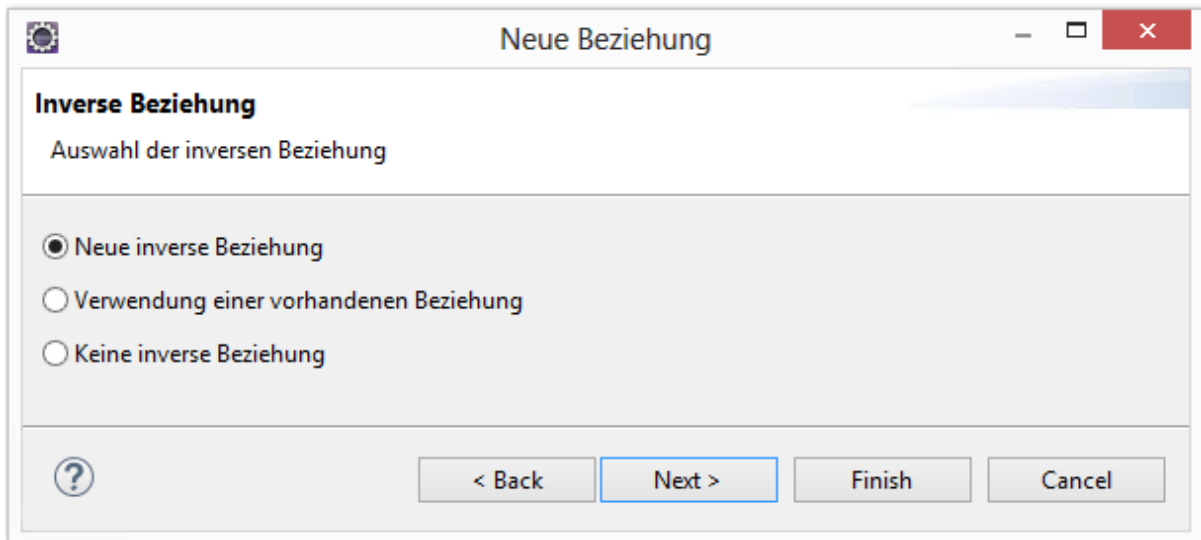 Neue Beziehung
Inverse Beziehung
Auswahl der inversen Beziehung
Neue inverse Beziehung
Verwendung einer vorhandenen Beziehung
Keine inverse Beziehung
? < Back Next > Finish Cancel